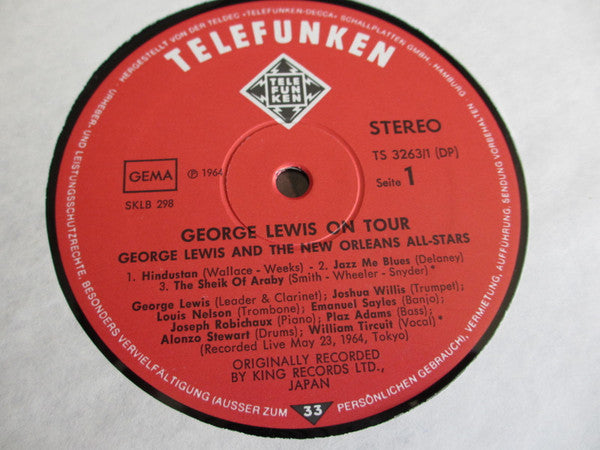 HERGESTELLT VON DER TELDEC »TELEFUNKEN-DECCA« SCHALLPLATTEN GMBH., HAMBURG
URHEBER- UND LEISTUNGSSCHUTZRECHTE, BESONDERS VERVIELFÄLTIGUNG (AUSSER ZUM
PERSÖNLICHEN GEBRAUCH), VERMIETUNG, AUFFÜHRUNG, SENDUNG VORBEHALTEN
TELEFUNKEN
TELE
FUN
KEN
STEREO
GEMA
℗ 1964
TS 3263/1 (DP)
SKLB 298
Seite 1
GEORGE LEWIS ON TOUR
GEORGE LEWIS AND THE NEW ORLEANS ALL-STARS
1. Hindustan (Wallace - Weeks) - 2. Jazz Me Blues (Delaney)
3. The Sheik Of Araby (Smith - Wheeler - Snyder)*
George Lewis (Leader & Clarinet); Joshua Willis (Trumpet);
Louis Nelson (Trombone); Emanuel Sayles (Banjo);
Joseph Robichaux (Piano); Plaz Adams (Bass);
Alonzo Stewart (Drums); William Tircuit (Vocal)*
(Recorded Live May 23, 1964, Tokyo)
ORIGINALLY RECORDED
BY KING RECORDS LTD.,
JAPAN
33